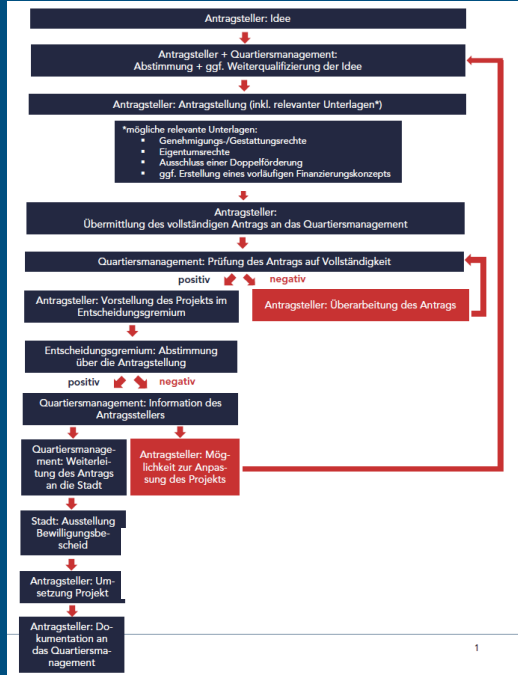 Antragsteller: Idee
Antragsteller + Quartiersmanagement:
Abstimmung + ggf. Weiterqualifizierung der Idee
Antragsteller: Antragstellung (inkl. relevanter Unterlagen*)
*mögliche relevante Unterlagen:
▪ Genehmigungs-/Gestattungsrechte
▪ Eigentumsrechte
▪ Ausschluss einer Doppelförderung
▪ ggf. Erstellung eines vorläufigen Finanzierungskonzepts
Antragsteller:
Übermittlung des vollständigen Antrags an das Quartiersmanagement
Quartiersmanagement: Prüfung des Antrags auf Vollständigkeit
positiv negativ
Antragsteller: Vorstellung des Projekts im
Entscheidungsgremium
Antragsteller: Überarbeitung des Antrags
Entscheidungsgremium: Abstimmung
über die Antragstellung
positiv negativ
Quartiersmanagement: Information des
Antragsstellers
Quartiersmanage-
ment: Weiterlei-
tung des Antrags
an die Stadt
Antragsteller: Mög-
lichkeit zur Anpas-
sung des Projekts
Stadt: Ausstellung
Bewilligungsbe-
scheid
Antragsteller: Um-
setzung Projekt
Antragsteller: Do-
kumentation an
das Quartiersma-
nagement
1